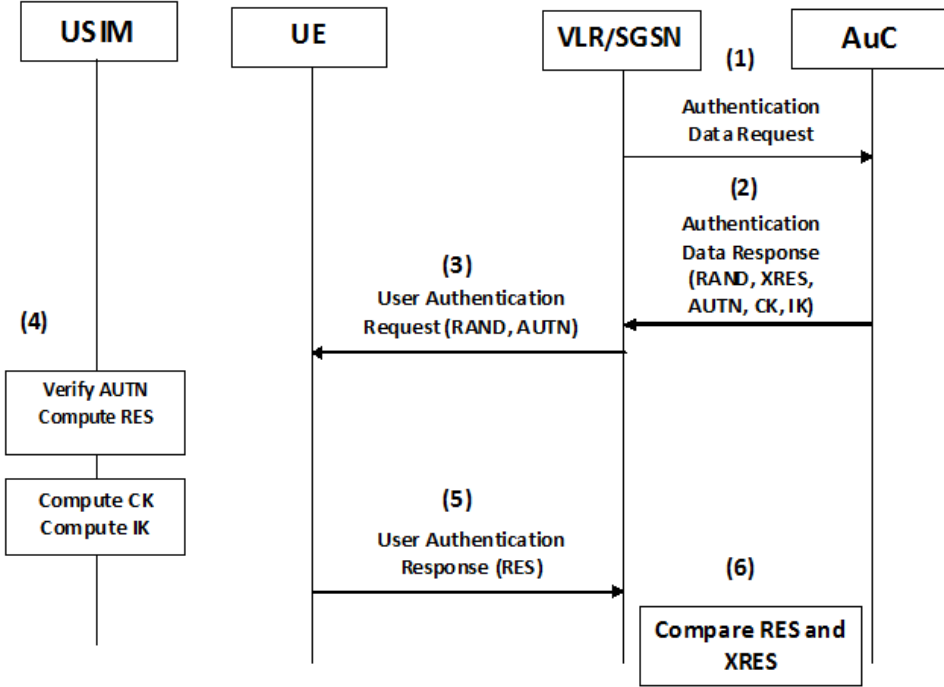 USIM
UE
VLR/SGSN
AuC
(1)
Authentication
Data Request
(2)
Authentication
Data Response
(RAND, XRES,
AUTN, CK, IK)
(3)
User Authentication
Request (RAND, AUTN)
(4)
Verify AUTN
Compute RES
Compute CK
Compute IK
(5)
User Authentication
Response (RES)
(6)
Compare RES and
XRES